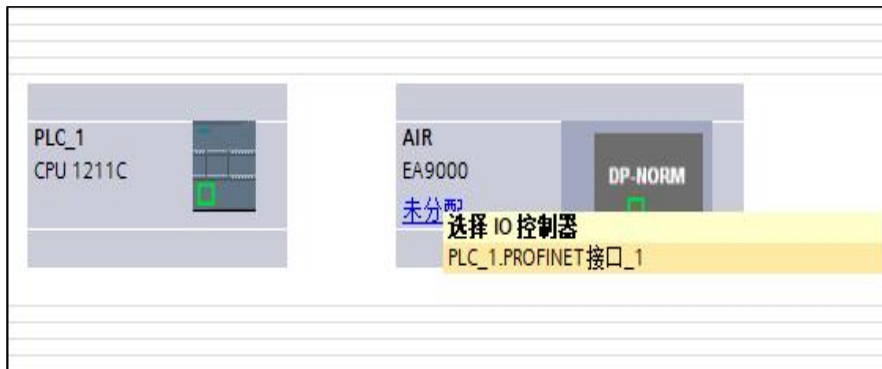 PLC_1
CPU 1211C
AIR
EA9000
DP-NORM
未分配
选择 IO 控制器
PLC_1.PROFINET接口_1